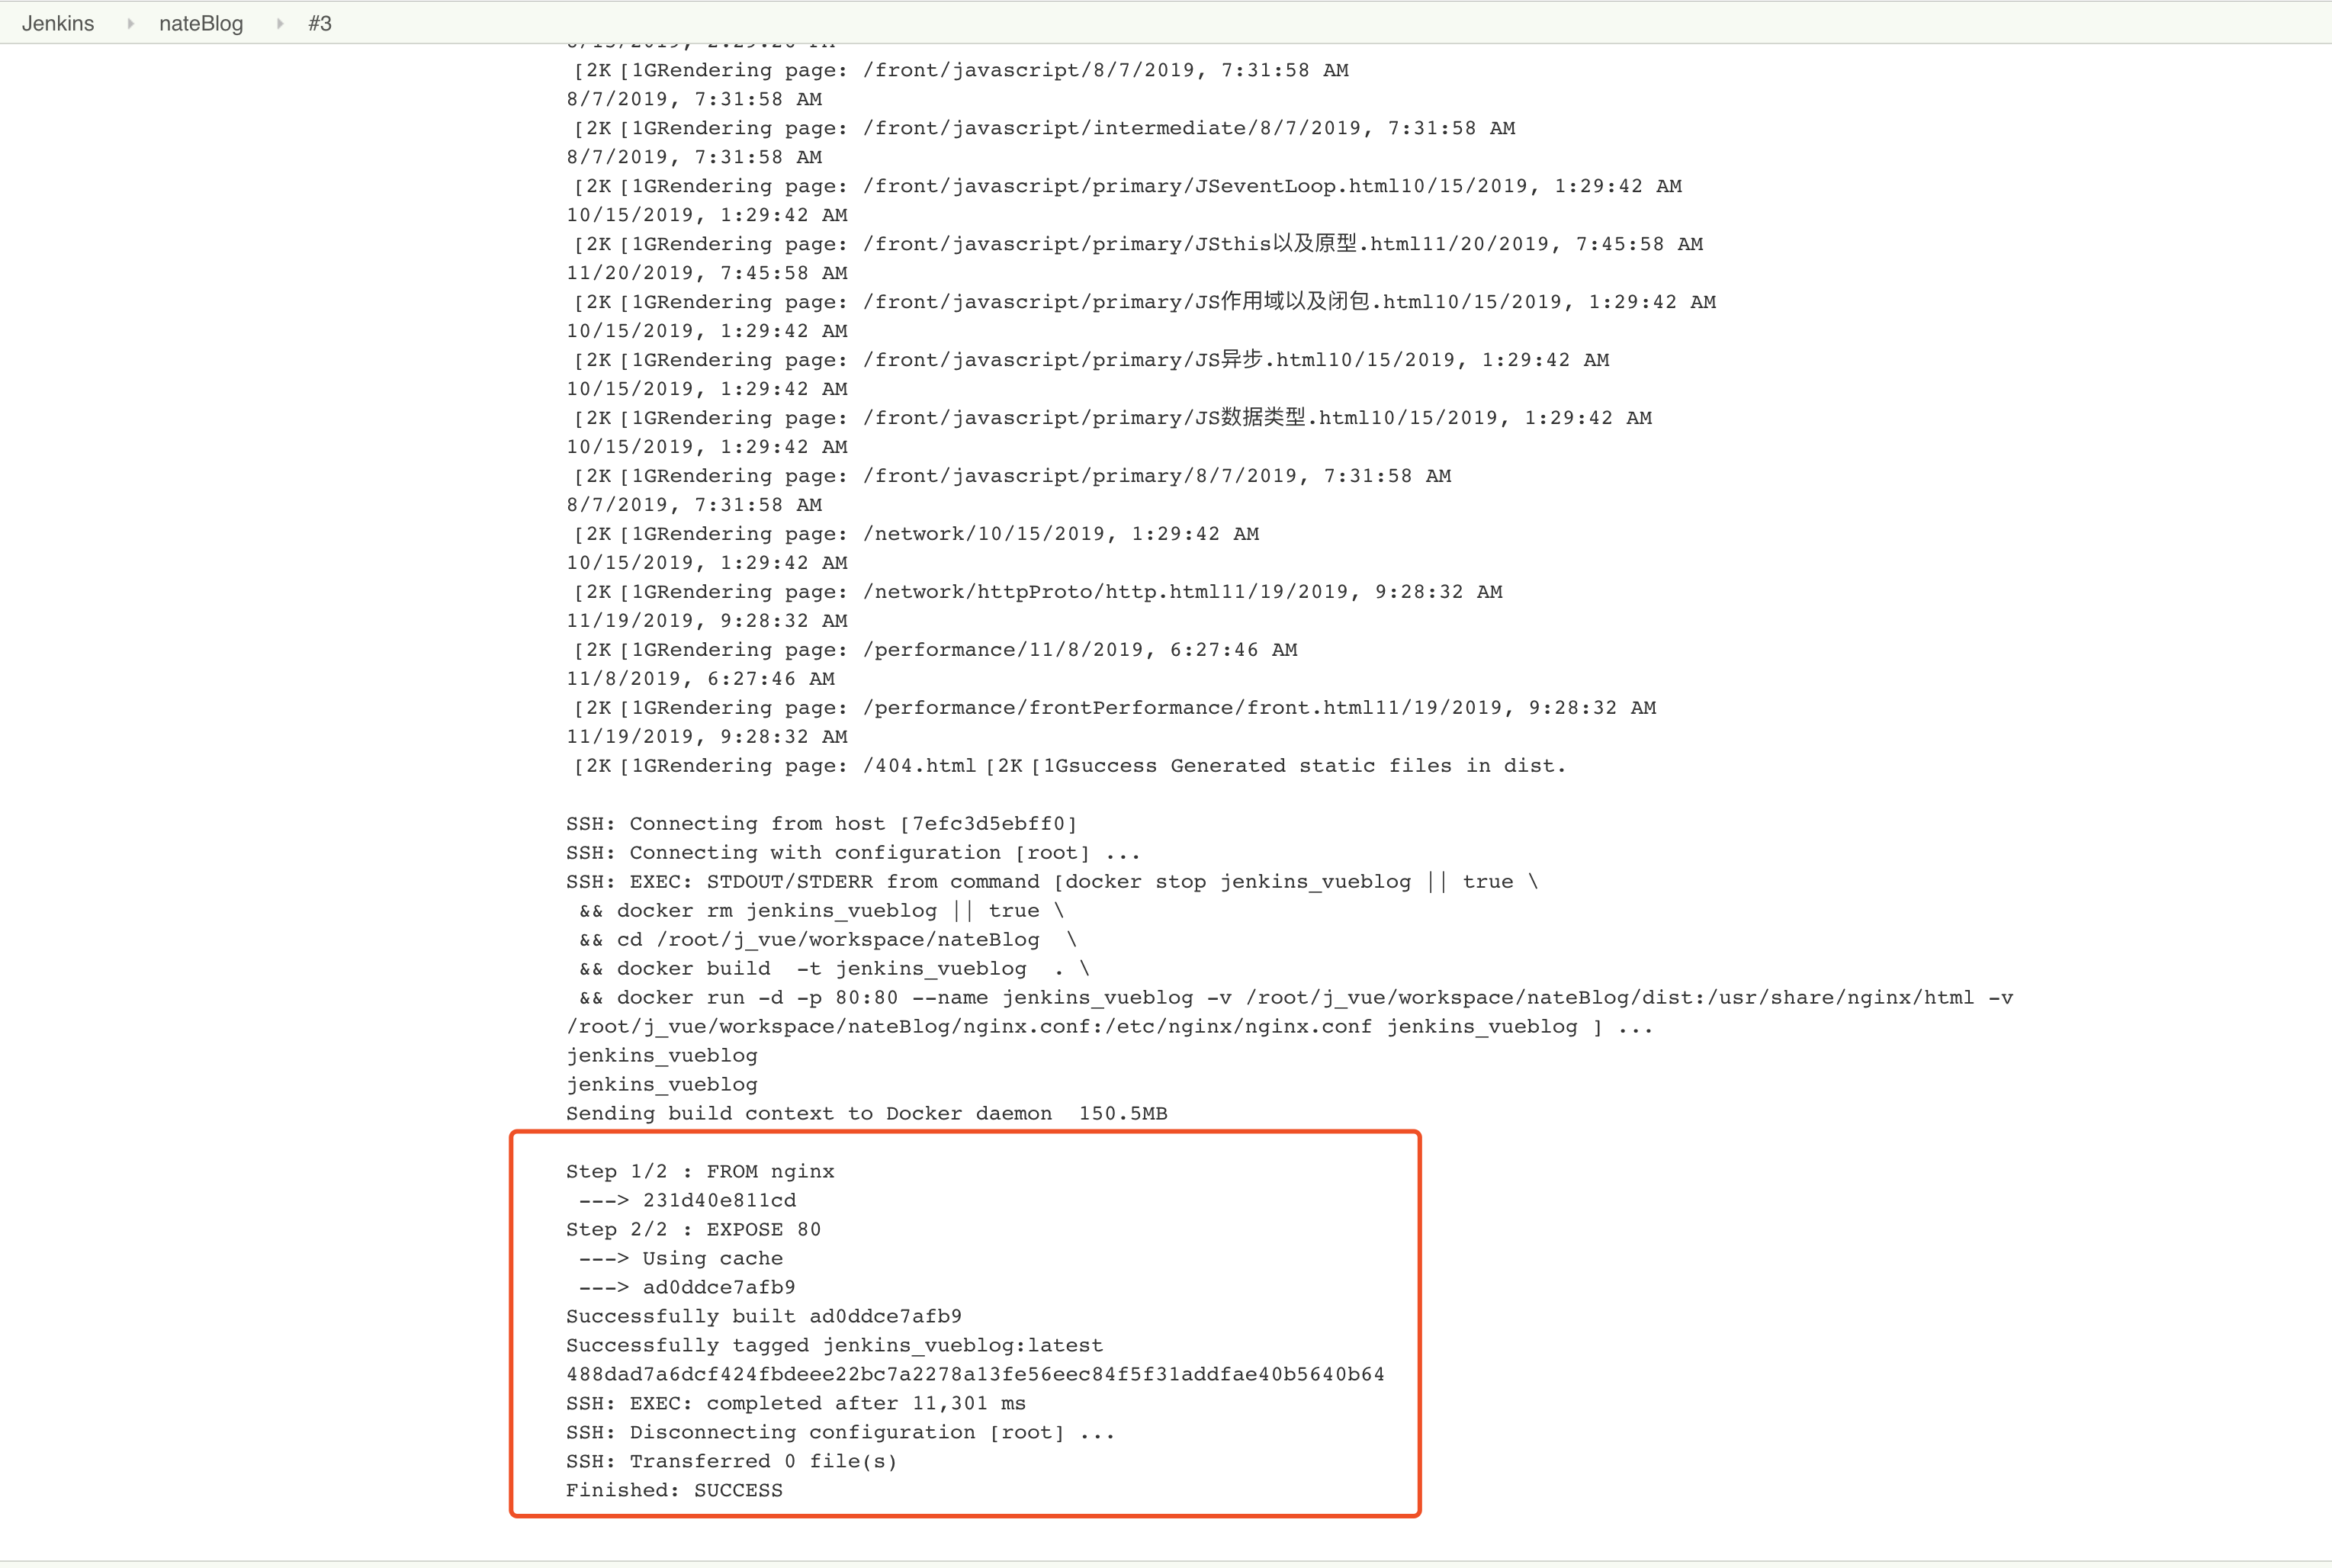 Jenkins nateBlog #3
8/15/2019, 2:29:20 PM
[2K [1GRendering page: /front/javascript/8/7/2019, 7:31:58 AM
8/7/2019, 7:31:58 AM
[2K [1GRendering page: /front/javascript/intermediate/8/7/2019, 7:31:58 AM
8/7/2019, 7:31:58 AM
[2K [1GRendering page: /front/javascript/primary/JSeventLoop.html10/15/2019, 1:29:42 AM
10/15/2019, 1:29:42 AM
[2K [1GRendering page: /front/javascript/primary/JSthis以及原型.html11/20/2019, 7:45:58 AM
11/20/2019, 7:45:58 AM
[2K [1GRendering page: /front/javascript/primary/JS作用域以及闭包.html10/15/2019, 1:29:42 AM
10/15/2019, 1:29:42 AM
[2K [1GRendering page: /front/javascript/primary/JS异步.html10/15/2019, 1:29:42 AM
10/15/2019, 1:29:42 AM
[2K [1GRendering page: /front/javascript/primary/JS数据类型.html10/15/2019, 1:29:42 AM
10/15/2019, 1:29:42 AM
[2K [1GRendering page: /front/javascript/primary/8/7/2019, 7:31:58 AM
8/7/2019, 7:31:58 AM
[2K [1GRendering page: /network/10/15/2019, 1:29:42 AM
10/15/2019, 1:29:42 AM
[2K [1GRendering page: /network/httpProto/http.html11/19/2019, 9:28:32 AM
11/19/2019, 9:28:32 AM
[2K [1GRendering page: /performance/11/8/2019, 6:27:46 AM
11/8/2019, 6:27:46 AM
[2K [1GRendering page: /performance/frontPerformance/front.html11/19/2019, 9:28:32 AM
11/19/2019, 9:28:32 AM
[2K [1GRendering page: /404.html [2K [1Gsuccess Generated static files in dist.
SSH: Connecting from host [7efc3d5ebff0]
SSH: Connecting with configuration [root] ...
SSH: EXEC: STDOUT/STDERR from command [docker stop jenkins_vueblog || true \
&& docker rm jenkins_vueblog || true \
&& cd /root/j_vue/workspace/nateBlog  \
&& docker build  -t jenkins_vueblog  . \
&& docker run -d -p 80:80 --name jenkins_vueblog -v /root/j_vue/workspace/nateBlog/dist:/usr/share/nginx/html -v
/root/j_vue/workspace/nateBlog/nginx.conf:/etc/nginx/nginx.conf jenkins_vueblog ] ...
jenkins_vueblog
jenkins_vueblog
Sending build context to Docker daemon  150.5MB
Step 1/2 : FROM nginx
---> 231d40e811cd
Step 2/2 : EXPOSE 80
---> Using cache
---> ad0ddce7afb9
Successfully built ad0ddce7afb9
Successfully tagged jenkins_vueblog:latest
488dad7a6dcf424fbdeee22bc7a2278a13fe56eec84f5f31addfae40b5640b64
SSH: EXEC: completed after 11,301 ms
SSH: Disconnecting configuration [root] ...
SSH: Transferred 0 file(s)
Finished: SUCCESS